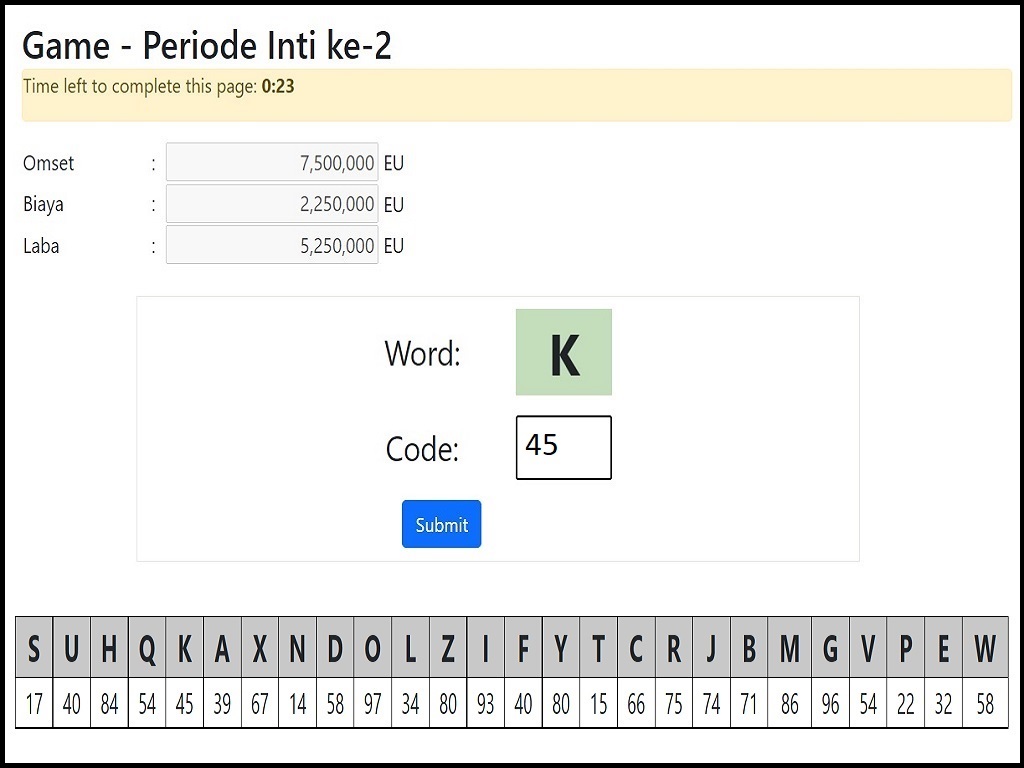 Game - Periode Inti ke-2
Time left to complete this page: 0:23
Omset : 7,500,000 EU
Biaya : 2,250,000 EU
Laba : 5,250,000 EU
Word: K
Code: 45
Submit
S U H Q K A X N D O L Z I F Y T C R J B M G V P E W
17 40 84 54 45 39 67 14 58 97 34 80 93 40 80 15 66 75 74 71 86 96 54 22 32 58